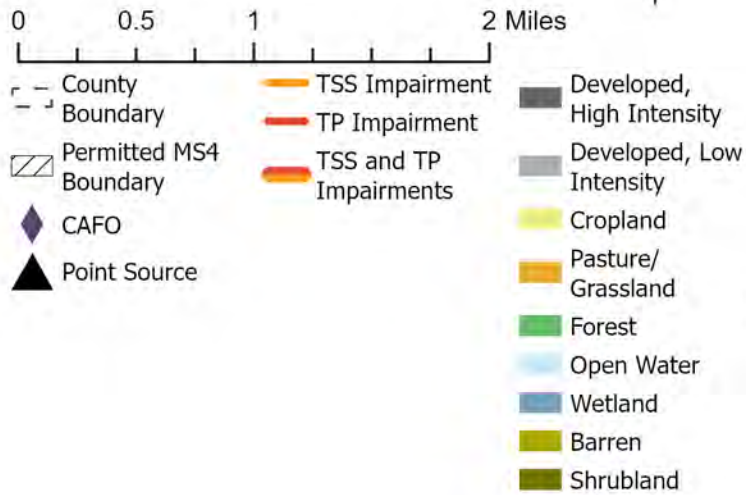 0 0.5 1 2 Miles
County
Boundary
Permitted MS4
Boundary
CAFO
Point Source
TSS Impairment
TP Impairment
TSS and TP
Impairments
Developed,
High Intensity
Developed, Low
Intensity
Cropland
Pasture/
Grassland
Forest
Open Water
Wetland
Barren
Shrubland